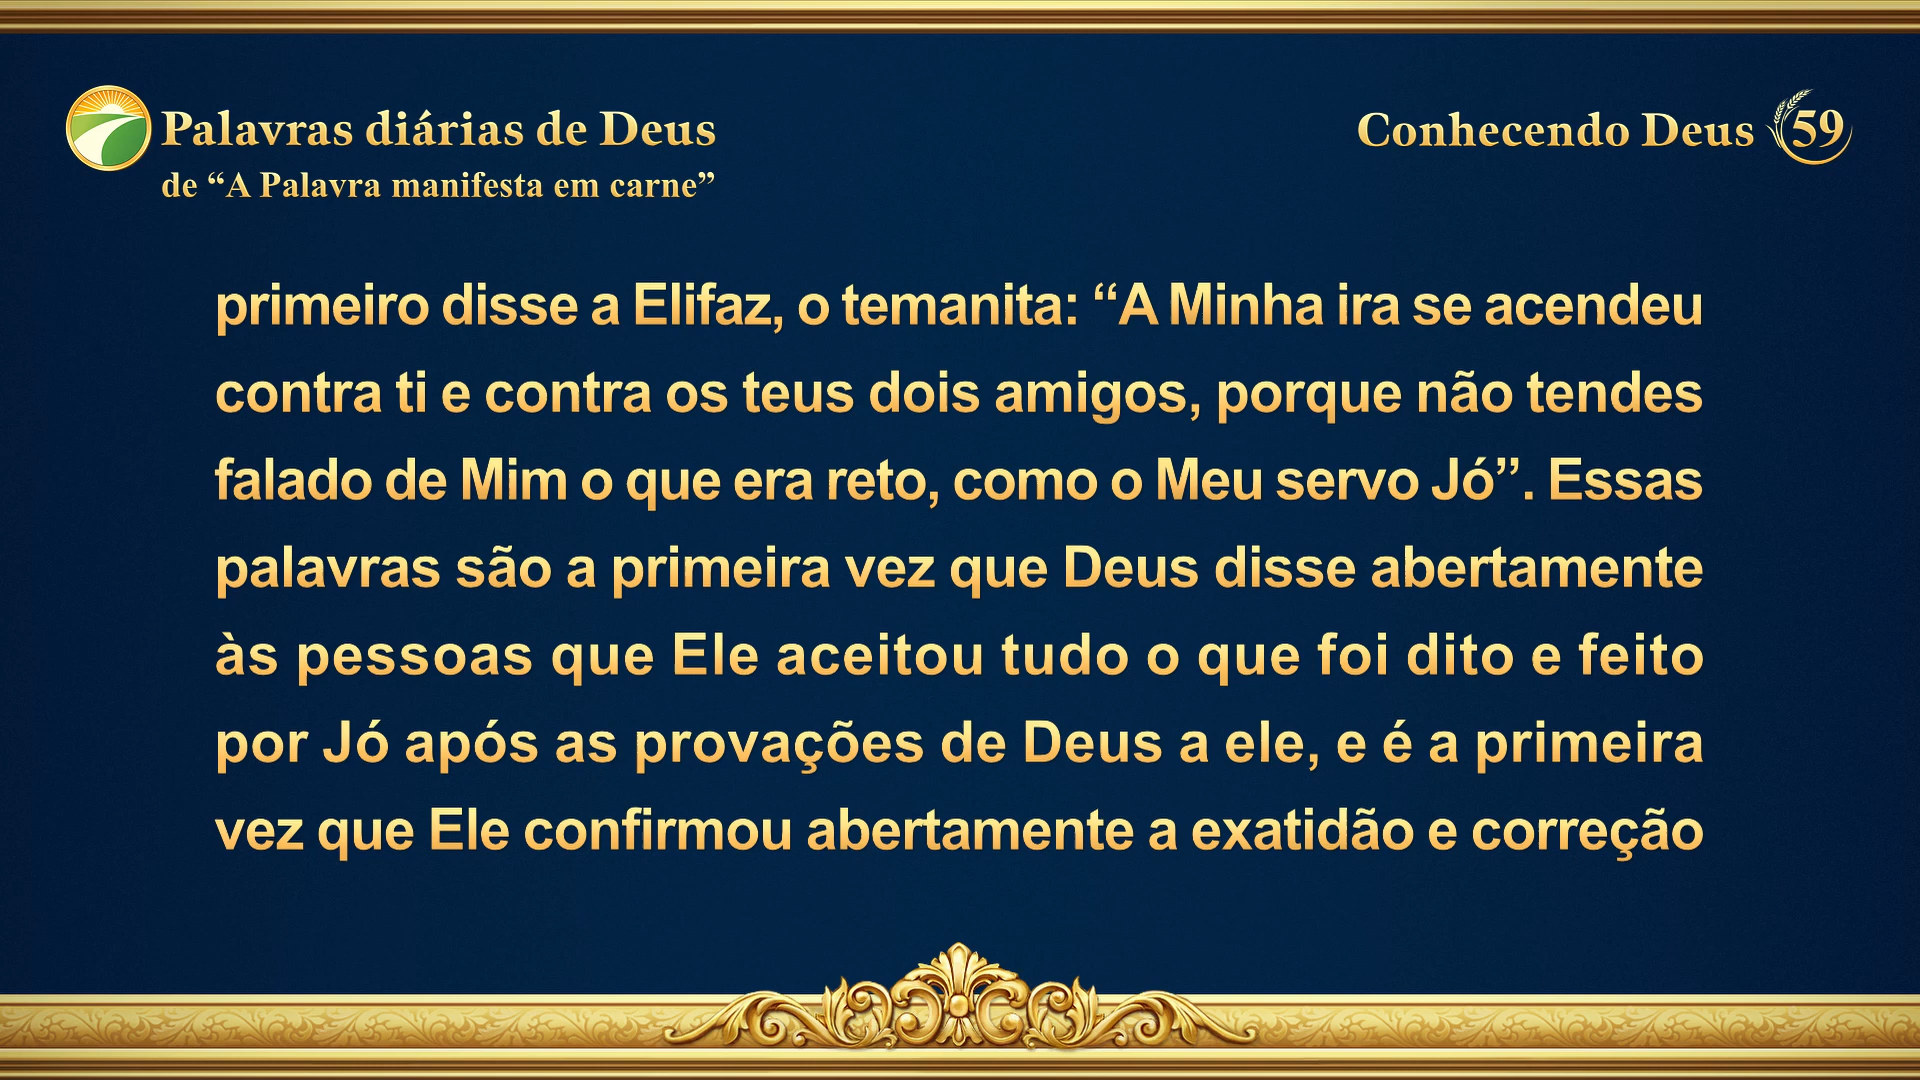 Palavras diárias de Deus
de “A Palavra manifesta em carne”
Conhecendo Deus 59
primeiro disse a Elifaz, o temanita: “A Minha ira se acendeu
contra ti e contra os teus dois amigos, porque não tendes
falado de Mim o que era reto, como o Meu servo Jó”. Essas
palavras são a primeira vez que Deus disse abertamente
às pessoas que Ele aceitou tudo o que foi dito e feito
por Jó após as provações de Deus a ele, e é a primeira
vez que Ele confirmou abertamente a exatidão e correção